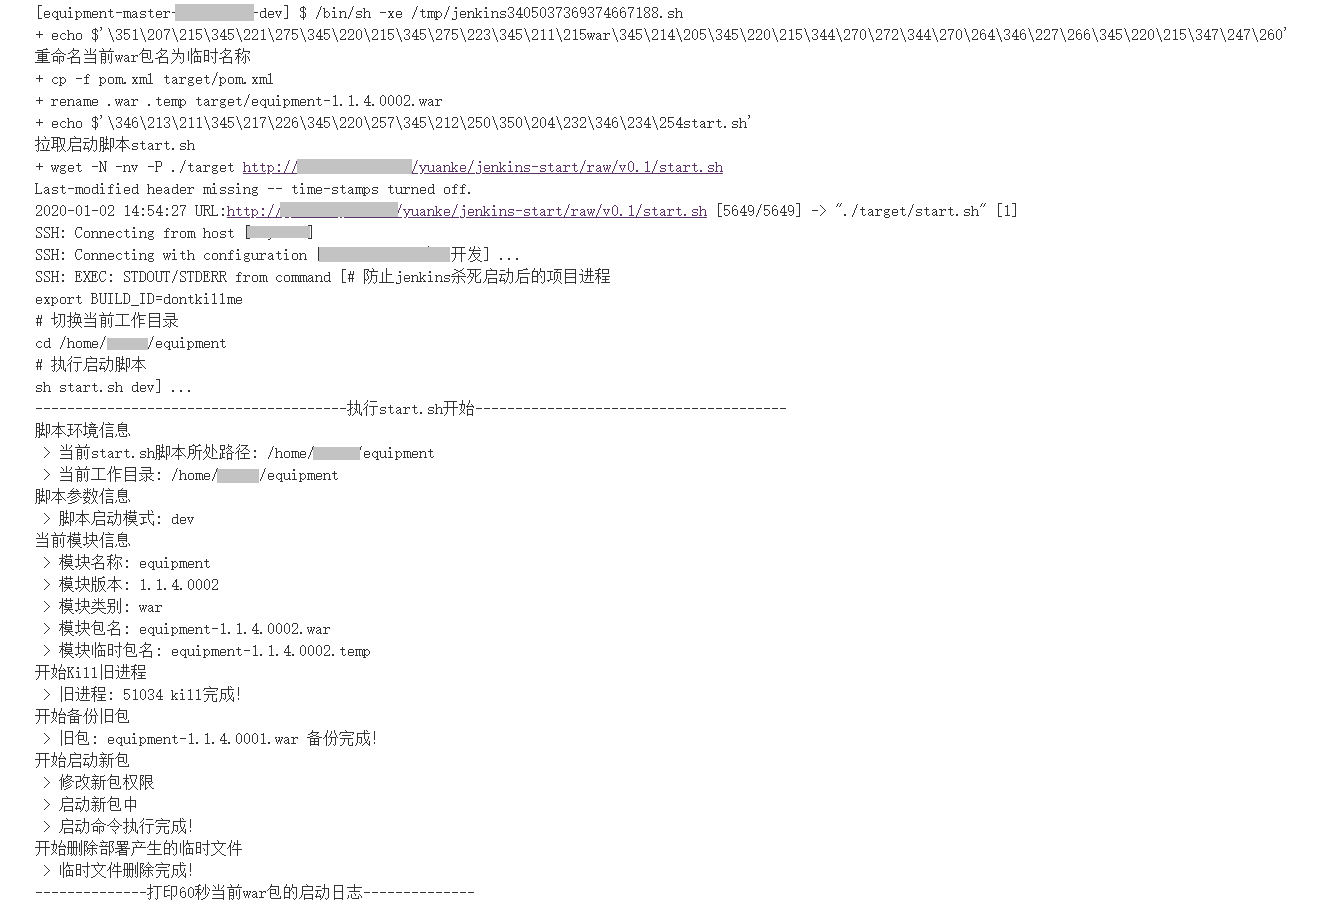 [equipment-master- -dev] $ /bin/sh -xe /tmp/jenkins3405037369374667188.sh
+ echo $'\351\207\215\345\221\275\345\220\215\345\275\223\345\211\215war\345\214\205\345\220\215\344\270\272\344\270\264\346\227\266\345\220\215\347\247\260'
重命名当前war包名为临时名称
+ cp -f pom.xml target/pom.xml
+ rename .war .temp target/equipment-1.1.4.0002.war
+ echo $'\346\213\211\345\217\226\345\220\257\345\212\250\350\204\232\346\234\254start.sh'
拉取启动脚本start.sh
+ wget -N -nv -P ./target http:// /yuanke/jenkins-start/raw/v0.1/start.sh
Last-modified header missing -- time-stamps turned off.
2020-01-02 14:54:27 URL:http:// /yuanke/jenkins-start/raw/v0.1/start.sh [5649/5649] -> "./target/start.sh" [1]
SSH: Connecting from host [ ]
SSH: Connecting with configuration [ 开发] ...
SSH: EXEC: STDOUT/STDERR from command [# 防止jenkins杀死启动后的项目进程
export BUILD_ID=dontkillme
# 切换当前工作目录
cd /home/ /equipment
# 执行启动脚本
sh start.sh dev] ...
---------------------------------------执行start.sh开始---------------------------------------
脚本环境信息
> 当前start.sh脚本所处路径: /home/ /equipment
> 当前工作目录: /home/ /equipment
脚本参数信息
> 脚本启动模式: dev
当前模块信息
> 模块名称: equipment
> 模块版本: 1.1.4.0002
> 模块类别: war
> 模块包名: equipment-1.1.4.0002.war
> 模块临时包名: equipment-1.1.4.0002.temp
开始Kill旧进程
> 旧进程: 51034 kill完成!
开始备份旧包
> 旧包: equipment-1.1.4.0001.war 备份完成!
开始启动新包
> 修改新包权限
> 启动新包中
> 启动命令执行完成!
开始删除部署产生的临时文件
> 临时文件删除完成!
--------------打印60秒当前war包的启动日志--------------